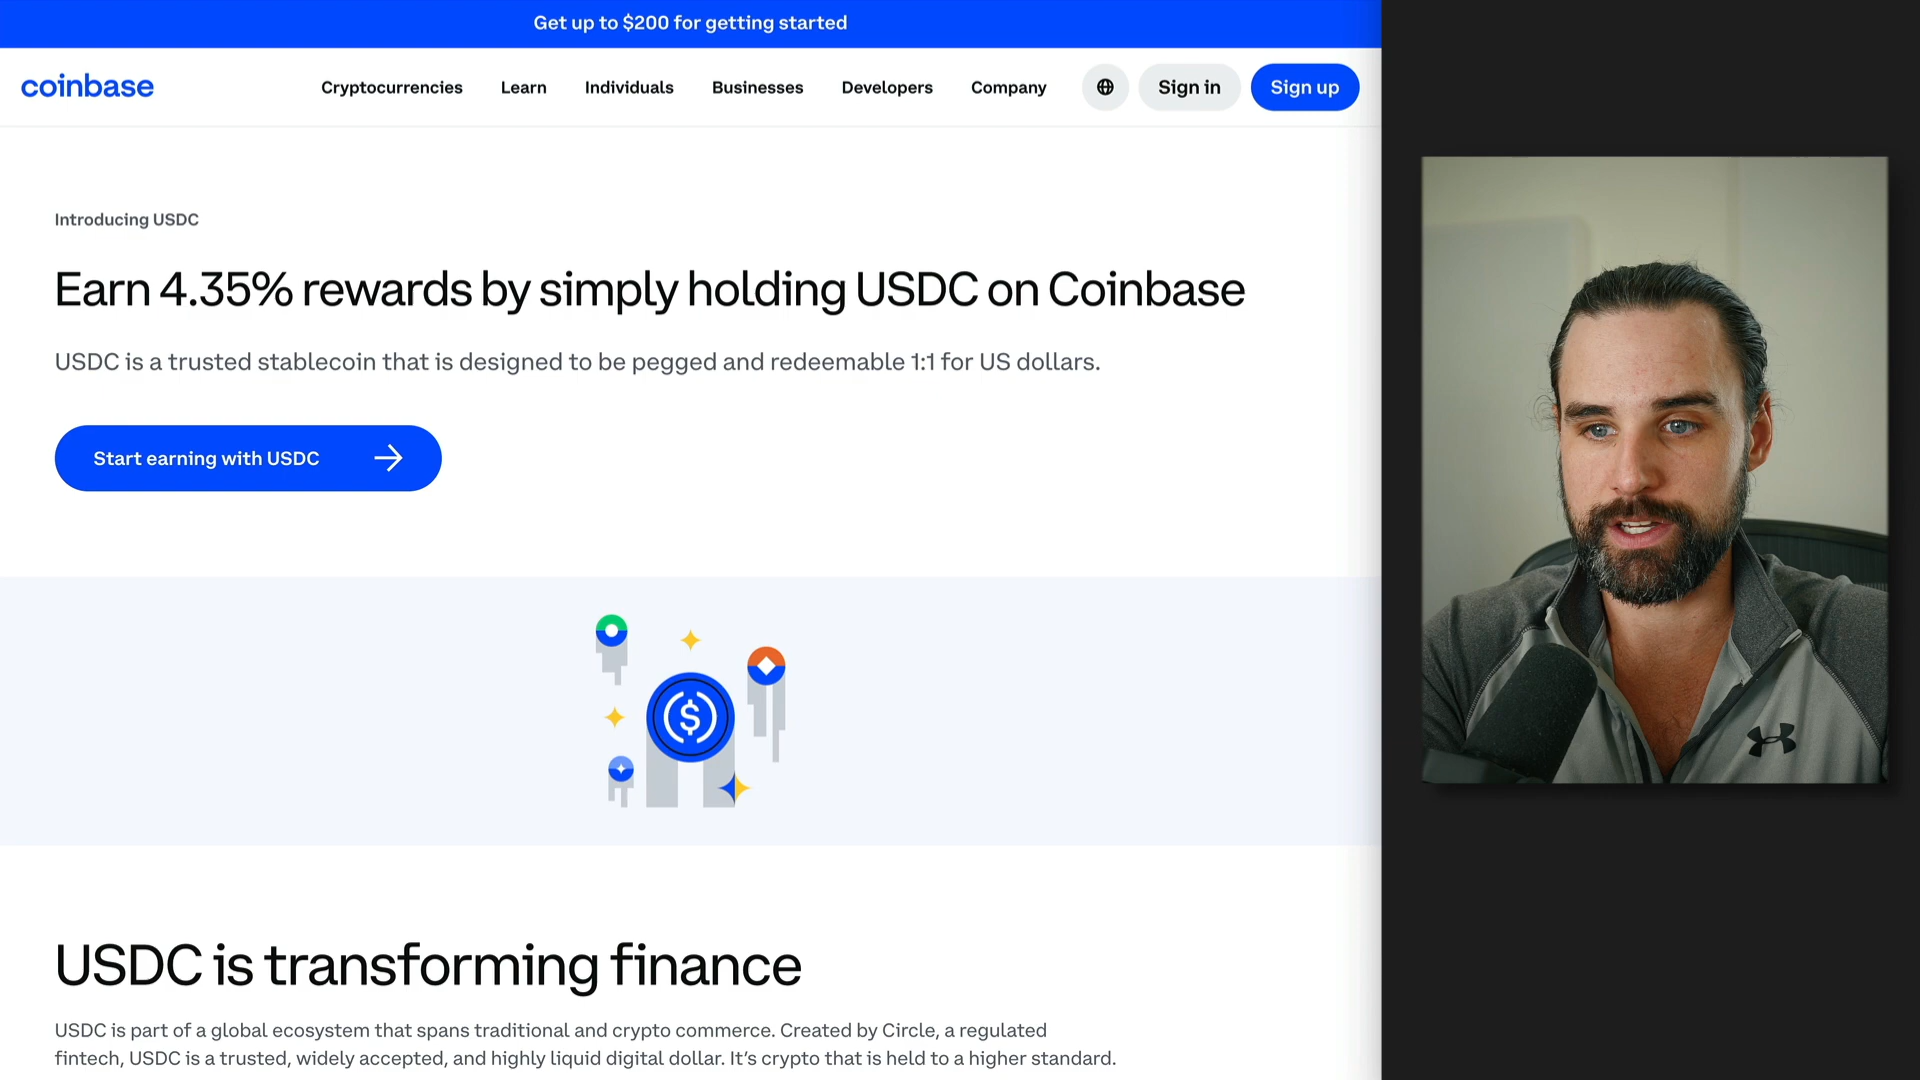 Get up to $200 for getting started
coinbase
Cryptocurrencies Learn Individuals Businesses Developers Company Sign in Sign up
Introducing USDC
Earn 4.35% rewards by simply holding USDC on Coinbase
USDC is a trusted stablecoin that is designed to be pegged and redeemable 1:1 for US dollars.
Start earning with USDC
$
USDC is transforming finance
USDC is part of a global ecosystem that spans traditional and crypto commerce. Created by Circle, a regulated
fintech, USDC is a trusted, widely accepted, and highly liquid digital dollar. It’s crypto that is held to a higher standard.